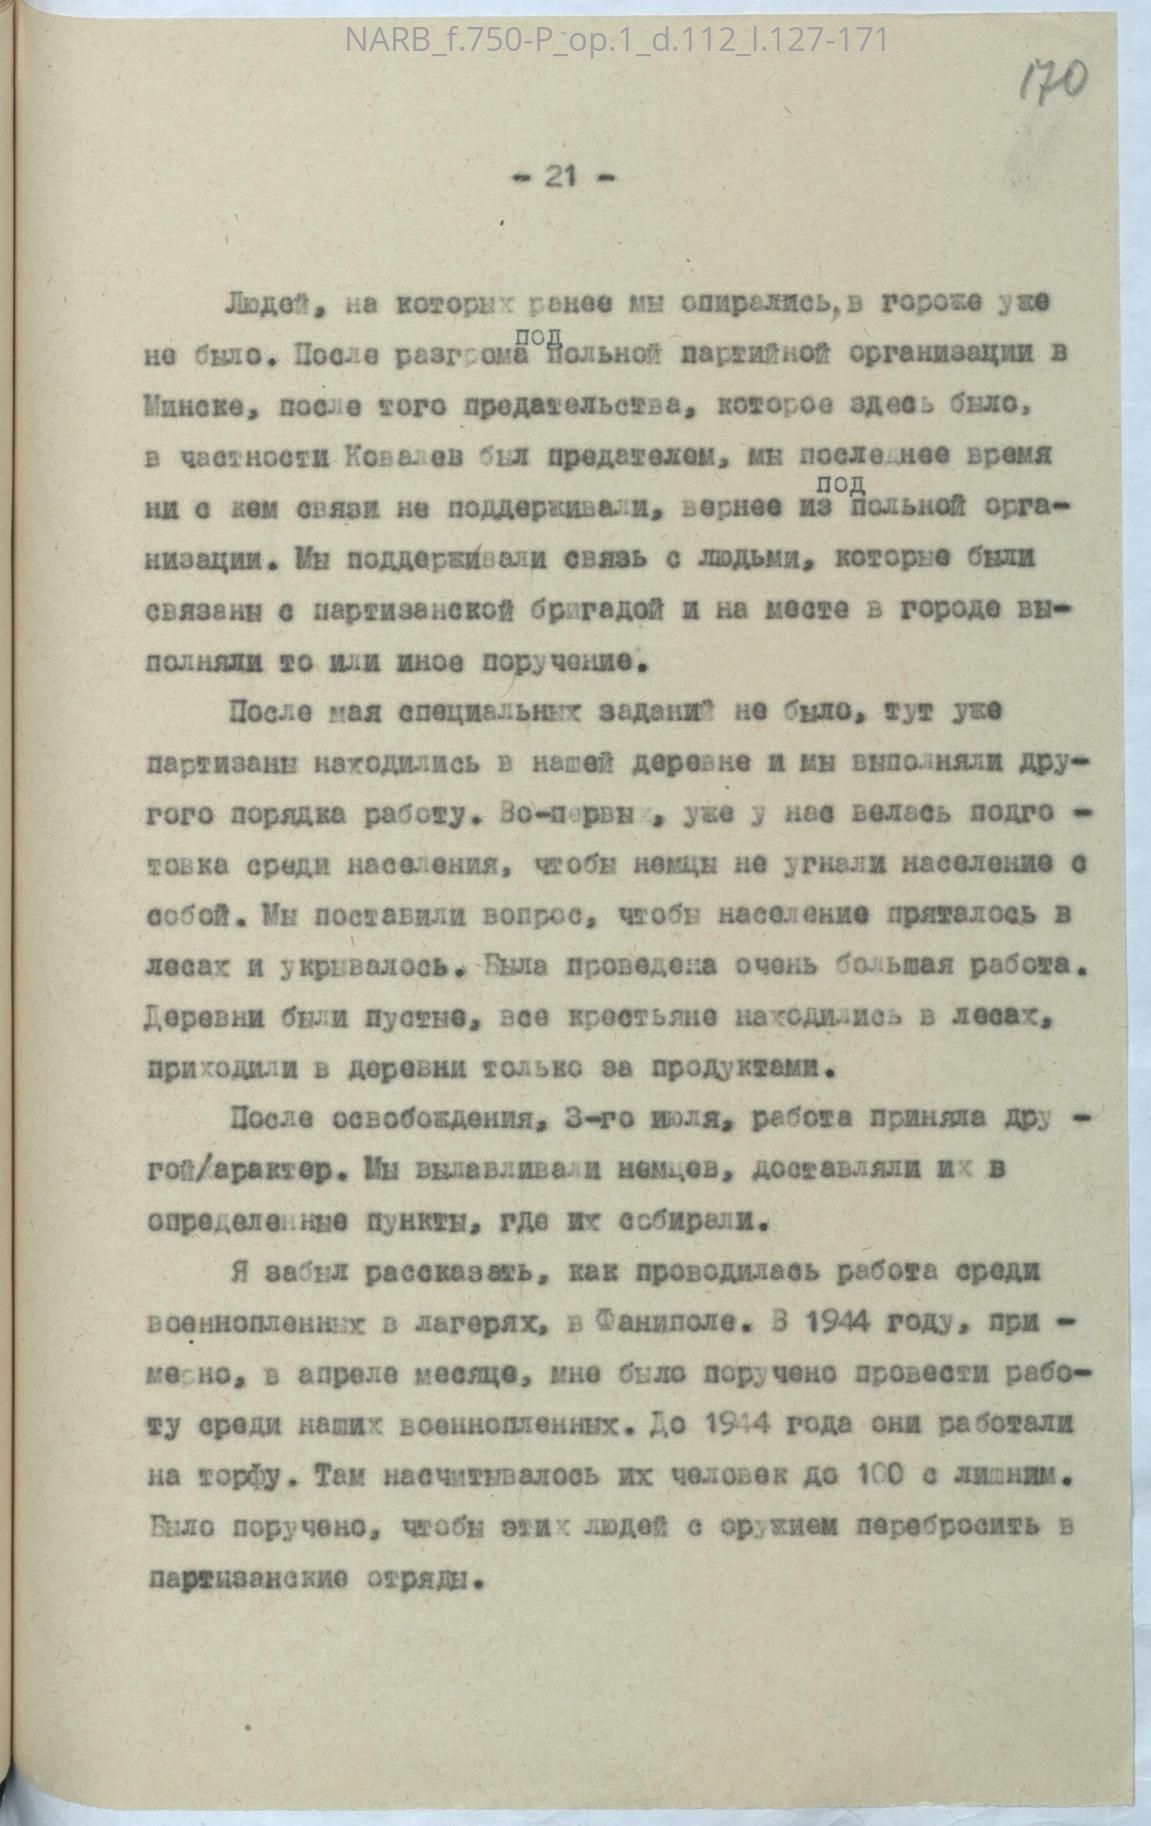 NARB_f.750-P_op.1_d.112_l.127-171
170
- 21 -
Людей, на которых ранее мы опирались, в гороже уже
под
не было. После разгрома польной партийной организации в
Минске, после того предательства, которое здесь было,
в частности Ковалев был предателем, мы последнее время
под
ни с кем связи не поддерживали, вернее из польной орга-
низации. Мы поддерживали связь с людьми, которые были
связаны с партизанской бригадой и на месте в городе вы-
полняли то или иное поручение.
После мая специальных заданий не было, тут уже
партизаны находились в нашей деревне и мы выполняли дру-
гого порядка работу. Во-первых, уже у нас велась подго -
товка среди населения, чтобы немцы не угнали население с
собой. Мы поставили вопрос, чтобы население пряталось в
лесах и укрывалось. Была проведена очень большая работа.
Деревни были пустые, все крестьяне находились в лесах,
приходили в деревни только за продуктами.
После освобождения, 3-го июля, работа приняла дру -
гой/арактер. Мы вылавливали немцев, доставляли их в
определенные пункты, где их собирали.
Я забыл рассказать, как проводилась работа среди
военнопленных в лагерях, в Фаниполе. В 1944 году, при -
мерно, в апреле месяце, мне было поручено провести рабо-
ту среди наших военнопленных. До 1944 года они работали
на торфу. Там насчитывалось их человек до 100 с лишним.
Было поручено, чтобы этих людей с оружием перебросить в
партизанские отряды.